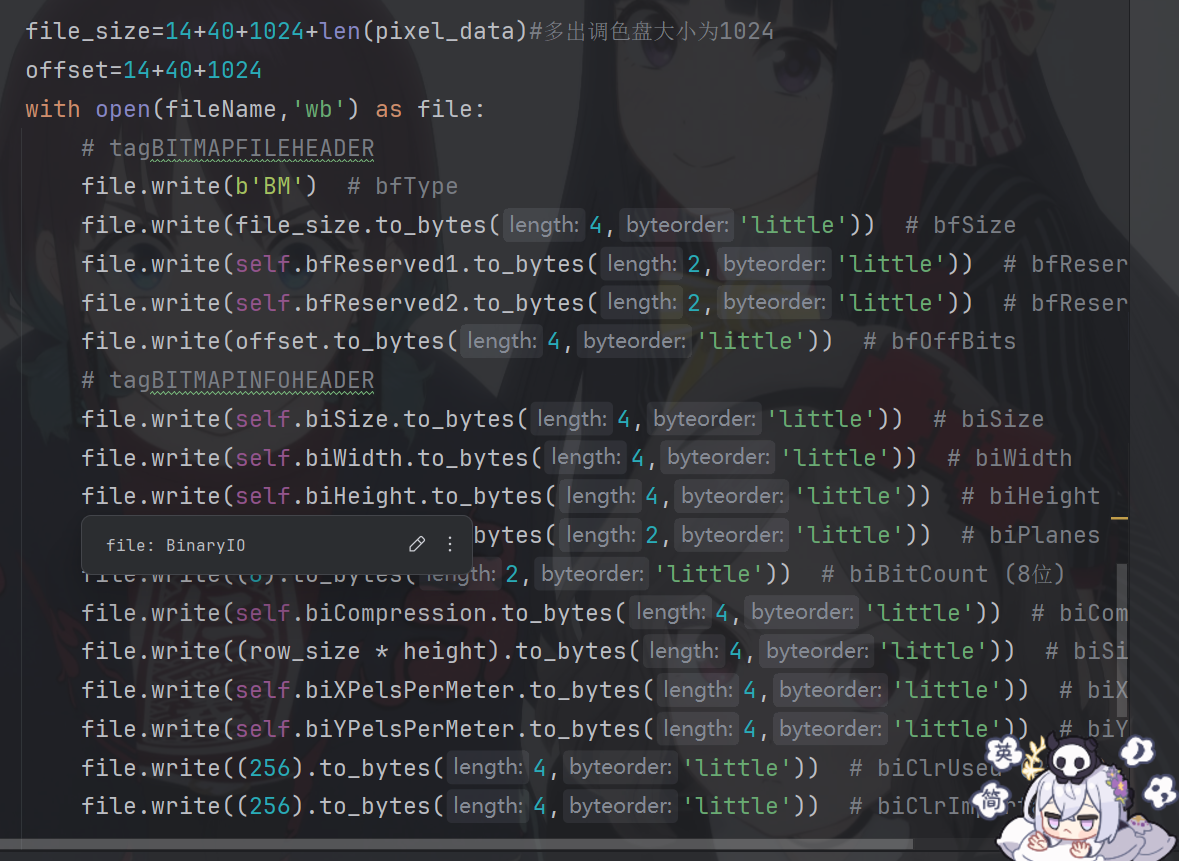 file_size=14+40+1024+len(pixel_data)#多出调色盘大小为1024
offset=14+40+1024
with open(fileName,'wb') as file:
# tagBITMAPFILEHEADER
file.write(b'BM')  # bfType
file.write(file_size.to_bytes( length: 4, byteorder: 'little'))  # bfSize
file.write(self.bfReserved1.to_bytes( length: 2, byteorder: 'little'))  # bfReser
file.write(self.bfReserved2.to_bytes( length: 2, byteorder: 'little'))  # bfReser
file.write(offset.to_bytes( length: 4, byteorder: 'little'))  # bfOffBits
# tagBITMAPINFOHEADER
file.write(self.biSize.to_bytes( length: 4, byteorder: 'little'))  # biSize
file.write(self.biWidth.to_bytes( length: 4, byteorder: 'little'))  # biWidth
file.write(self.biHeight.to_bytes( length: 4, byteorder: 'little'))  # biHeight
bytes( length: 2, byteorder: 'little'))  # biPlanes
file: BinaryIO
file.write((8).to_bytes( length: 2, byteorder: 'little'))  # biBitCount (8位)
file.write(self.biCompression.to_bytes( length: 4, byteorder: 'little'))  # biCom
file.write((row_size * height).to_bytes( length: 4, byteorder: 'little'))  # biSi
file.write(self.biXPelsPerMeter.to_bytes( length: 4, byteorder: 'little'))  # biX
file.write(self.biYPelsPerMeter.to_bytes( length: 4, byteorder: 'little'))  # biY
英
file.write((256).to_bytes( length: 4, byteorder: 'little'))  # biClrUsed
简
file.write((256).to_bytes( length: 4, byteorder: 'little'))  # biClrIm